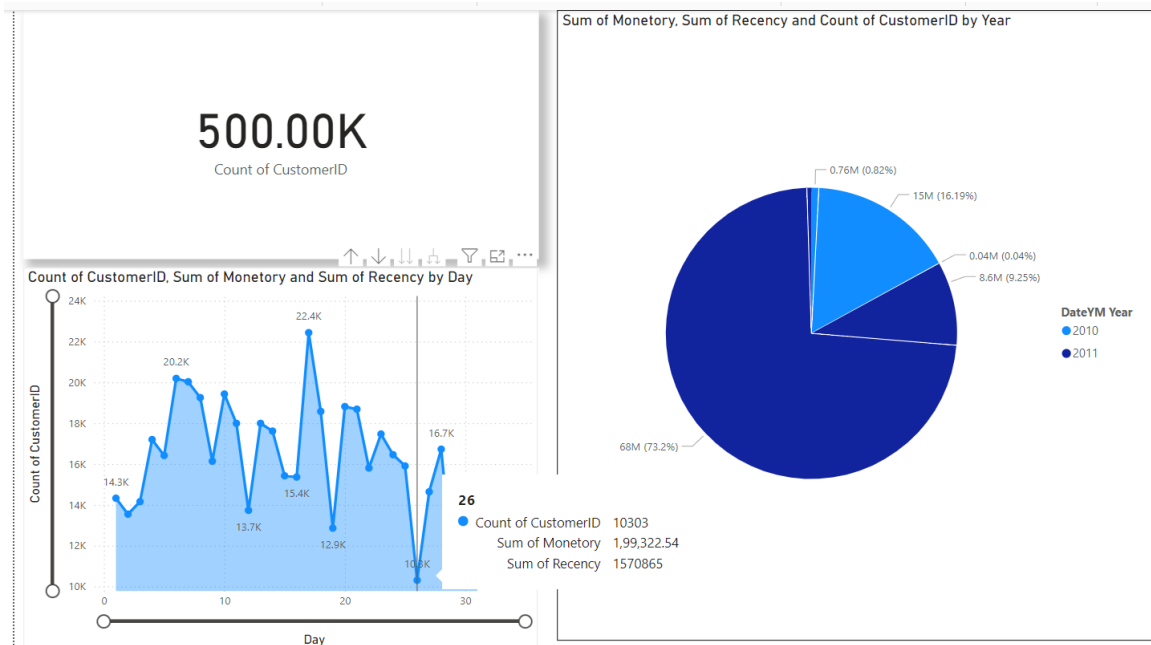 500.00K
Count of CustomerID
Count of CustomerID, Sum of Monetory and Sum of Recency by Day
Count of CustomerID
24K
22K
20K
18K
16K
14K
12K
10K
14.3K
20.2K
13.7K
15.4K
22.4K
12.9K
10.3K
16.7K
0
10
20
30
Day
26
Count of CustomerID 10303
Sum of Monetory 1,99,322.54
Sum of Recency 1570865
Sum of Monetory, Sum of Recency and Count of CustomerID by Year
0.76M (0.82%)
15M (16.19%)
0.04M (0.04%)
8.6M (9.25%)
68M (73.2%)
DateYM Year
2010
2011